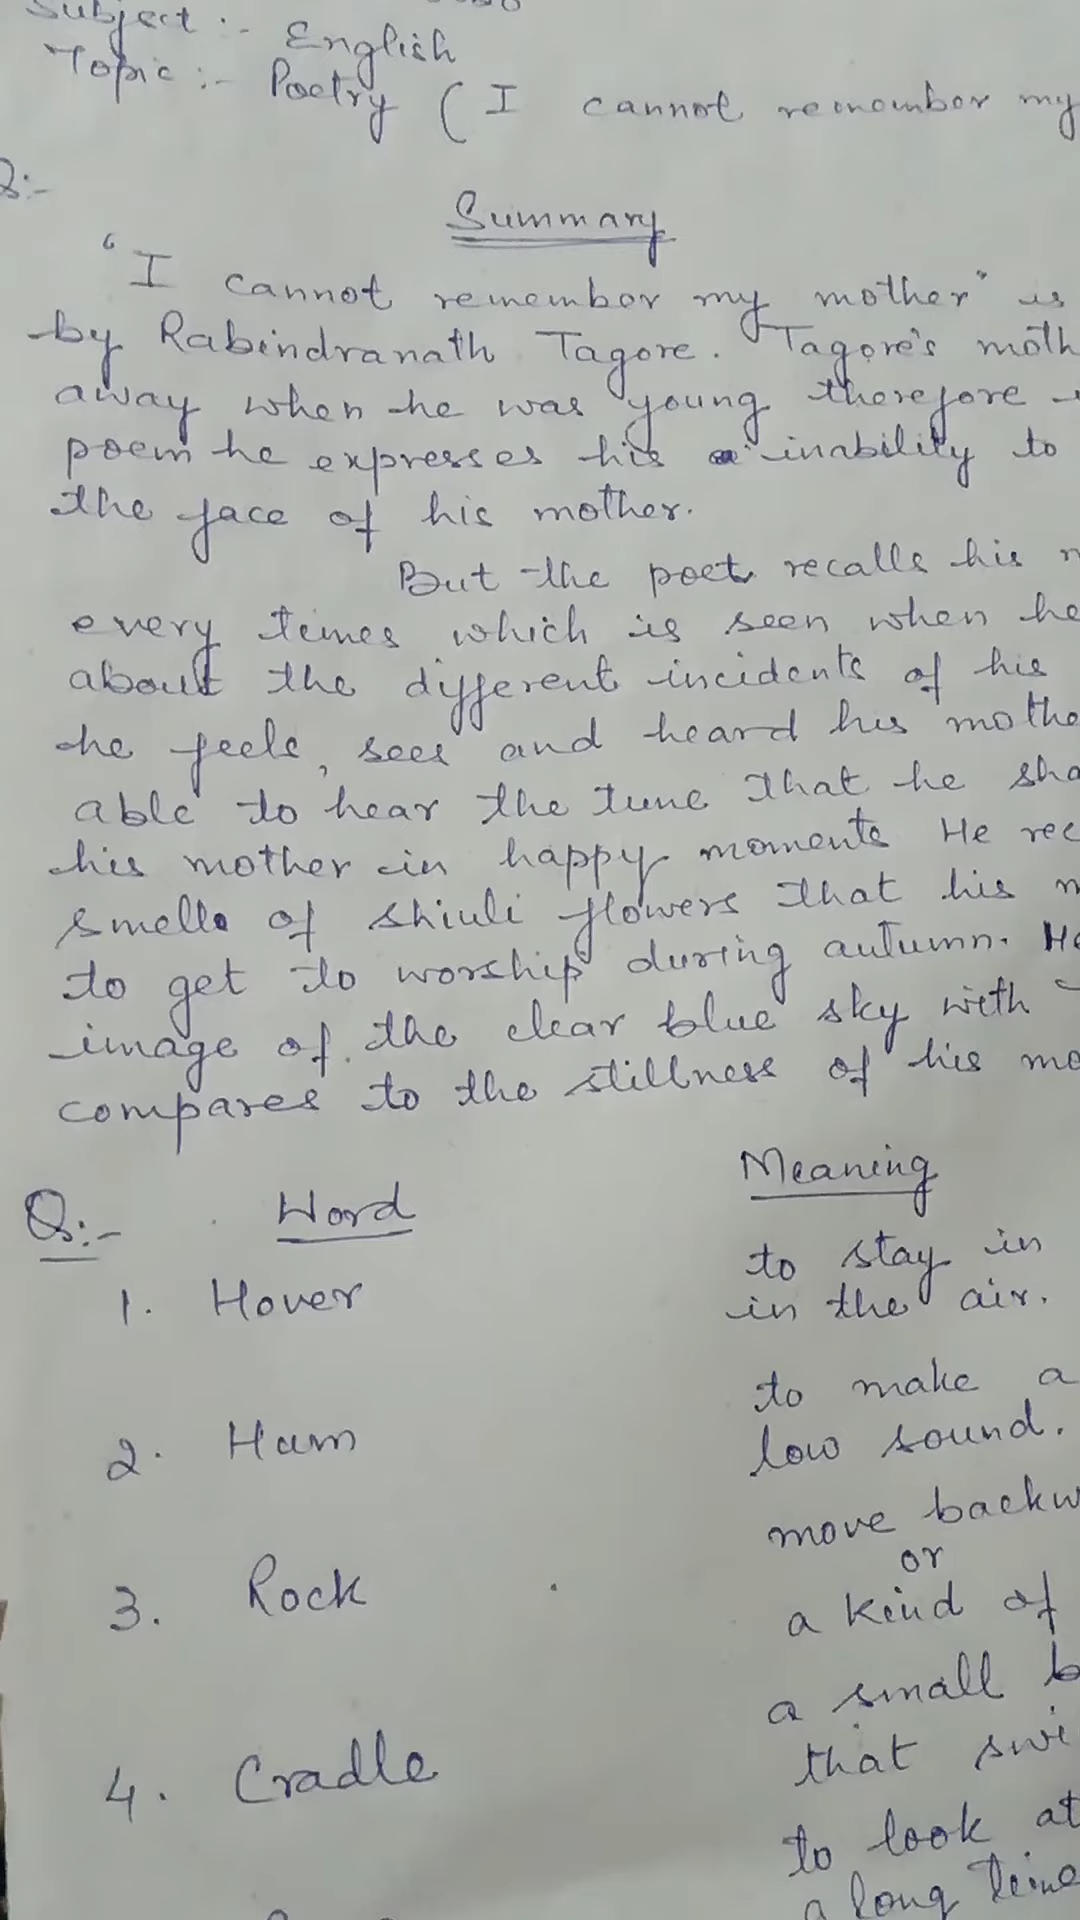 Subject :- English
Topic :- Poetry ( I cannot remember my
Q:-
Summary
"I cannot remember my mother" is
by Rabindranath Tagore. Tagore's moth
away when he was young therefore
poem he expresses his inability to
the face of his mother.
But the poet recalls his
every times which is seen when he
about the different incidents of his
he feels, sees and heard his mothe
able to hear the tune that he sha
his mother in happy moments He rec
smells of shiuli flowers that his m
to get to worship during autumn. He
image of the clear blue sky with
compares to the stillness of his mo
Q:- Word Meaning
1. Hover to stay in
in the air.
2. Hum to make a
low sound.
3. Rock move backw
or
a kind of
4. Cradle a small b
that swi
to look at
a long time